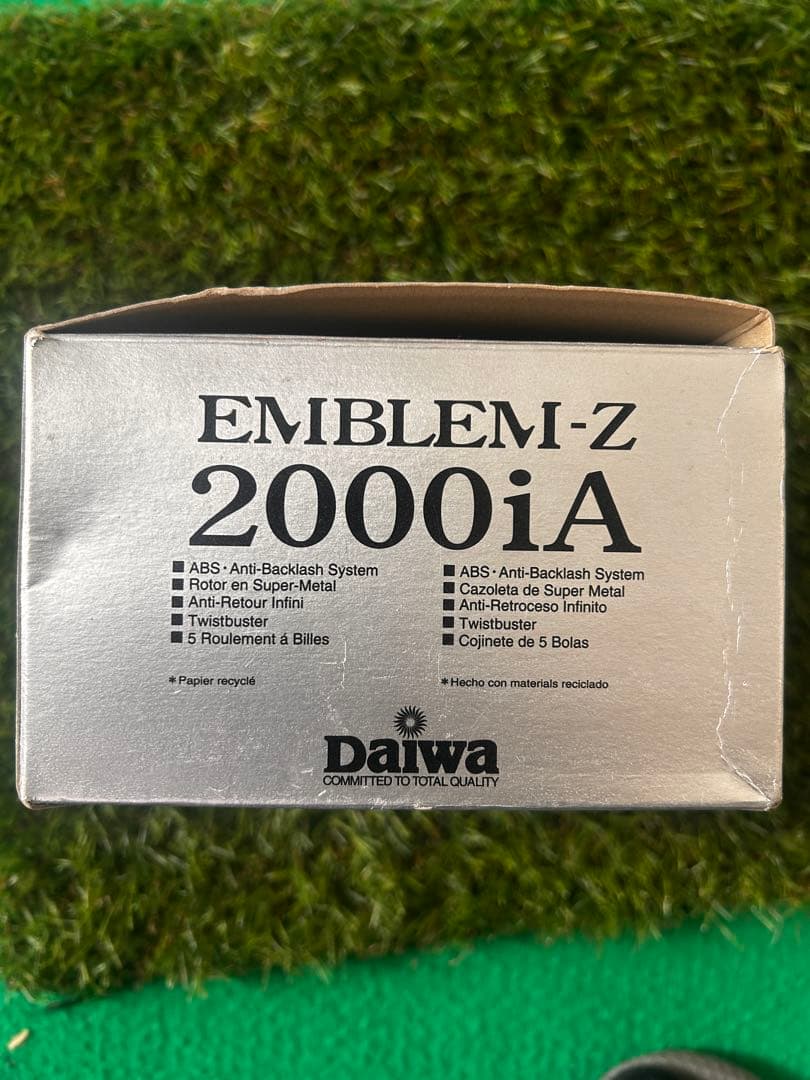 EMBLEM-Z
2000iA
■ ABS・Anti-Backlash System
■ Rotor en Super-Metal
■ Anti-Retour Infini
■ Twistbuster
■ 5 Roulement á Billes
* Papier recyclé
■ ABS・Anti-Backlash System
■ Cazoleta de Super Metal
■ Anti-Retroceso Infinito
■ Twistbuster
■ Cojinete de 5 Bolas
* Hecho con materials reciclado
Daiwa
COMMITTED TO TOTAL QUALITY